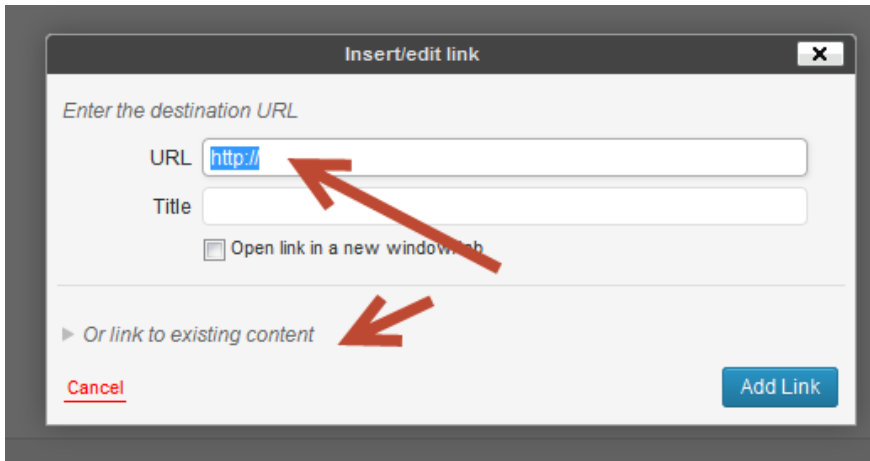 Insert/edit link
Enter the destination URL
URL http://
Title
Open link in a new window/tab
Or link to existing content
Cancel Add Link